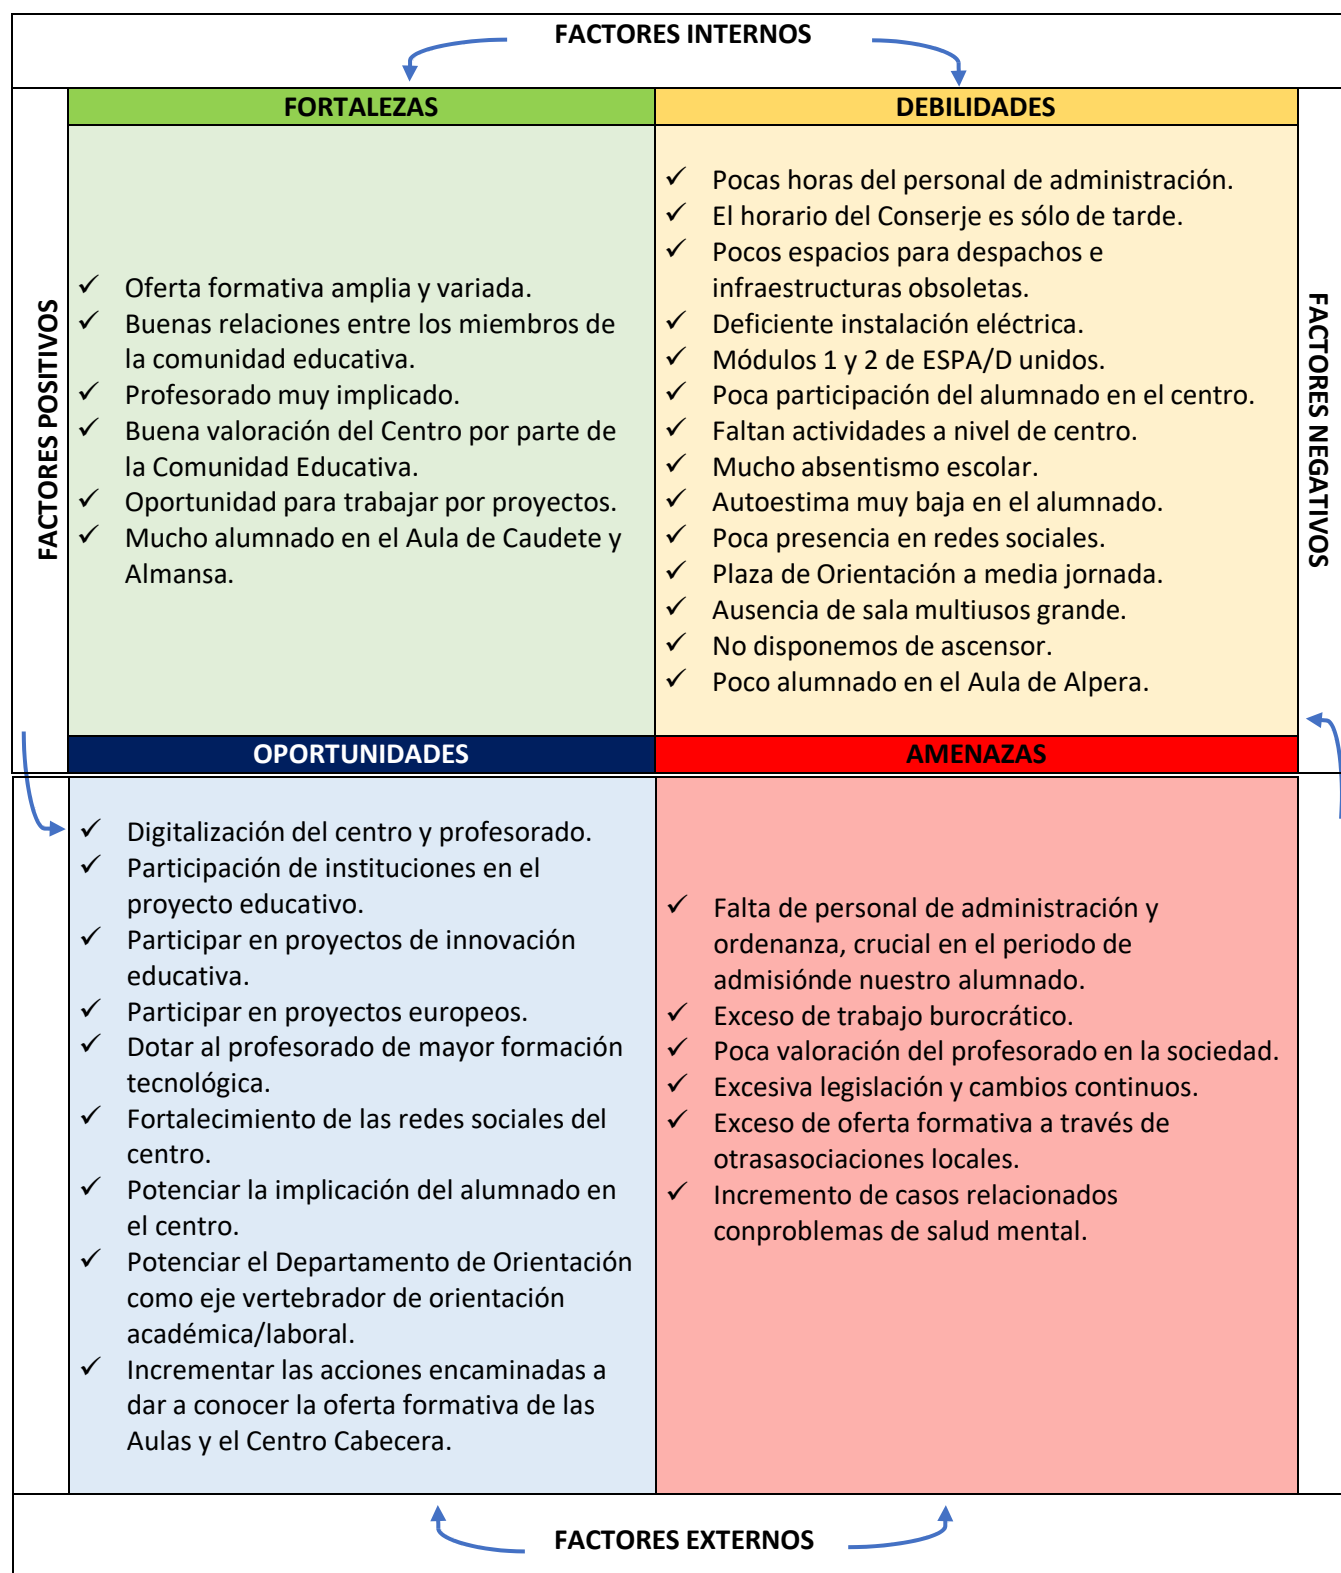 FACTORES INTERNOS
FACTORES POSITIVOS
FORTALEZAS
✓ Oferta formativa amplia y variada.
✓ Buenas relaciones entre los miembros de
la comunidad educativa.
✓ Profesorado muy implicado.
✓ Buena valoración del Centro por parte de
la Comunidad Educativa.
✓ Oportunidad para trabajar por proyectos.
✓ Mucho alumnado en el Aula de Caudete y
Almansa.
DEBILIDADES
✓ Pocas horas del personal de administración.
✓ El horario del Conserje es sólo de tarde.
✓ Pocos espacios para despachos e
infraestructuras obsoletas.
✓ Deficiente instalación eléctrica.
✓ Módulos 1 y 2 de ESPA/D unidos.
✓ Poca participación del alumnado en el centro.
✓ Faltan actividades a nivel de centro.
✓ Mucho absentismo escolar.
✓ Autoestima muy baja en el alumnado.
✓ Poca presencia en redes sociales.
✓ Plaza de Orientación a media jornada.
✓ Ausencia de sala multiusos grande.
✓ No disponemos de ascensor.
✓ Poco alumnado en el Aula de Alpera.
FACTORES NEGATIVOS
OPORTUNIDADES
✓ Digitalización del centro y profesorado.
✓ Participación de instituciones en el
proyecto educativo.
✓ Participar en proyectos de innovación
educativa.
✓ Participar en proyectos europeos.
✓ Dotar al profesorado de mayor formación
tecnológica.
✓ Fortalecimiento de las redes sociales del
centro.
✓ Potenciar la implicación del alumnado en
el centro.
✓ Potenciar el Departamento de Orientación
como eje vertebrador de orientación
académica/laboral.
✓ Incrementar las acciones encaminadas a
dar a conocer la oferta formativa de las
Aulas y el Centro Cabecera.
AMENAZAS
✓ Falta de personal de administración y
ordenanza, crucial en el periodo de
admisiónde nuestro alumnado.
✓ Exceso de trabajo burocrático.
✓ Poca valoración del profesorado en la sociedad.
✓ Excesiva legislación y cambios continuos.
✓ Exceso de oferta formativa a través de
otrasasociaciones locales.
✓ Incremento de casos relacionados
conproblemas de salud mental.
FACTORES EXTERNOS